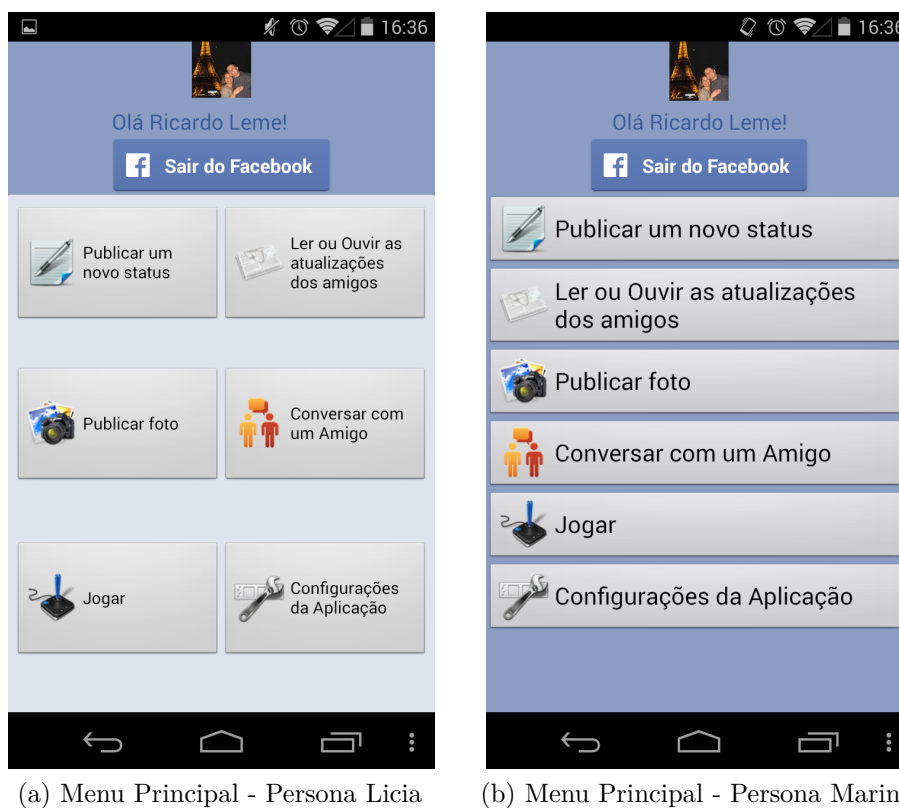 16:36
Olá Ricardo Leme!
Sair do Facebook
Publicar um
novo status
Ler ou Ouvir as
atualizações
dos amigos
Publicar foto
Conversar com
um Amigo
Jogar
Configurações
da Aplicação
(a) Menu Principal - Persona Licia
16:36
Olá Ricardo Leme!
Sair do Facebook
Publicar um novo status
Ler ou Ouvir as atualizações
dos amigos
Publicar foto
Conversar com um Amigo
Jogar
Configurações da Aplicação
(b) Menu Principal - Persona Marin